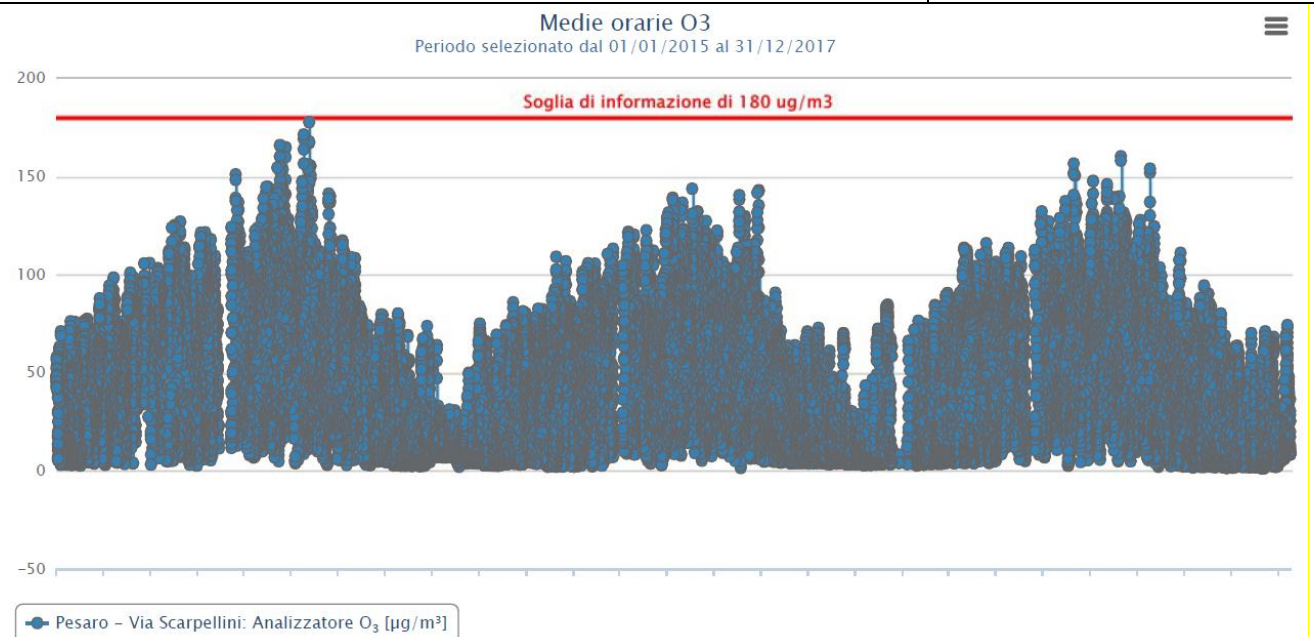 Medie orarie O3
Periodo selezionato dal 01/01/2015 al 31/12/2017
200
Soglia di informazione di 180 ug/m3
150
100
50
0
−50
Pesaro – Via Scarpellini: Analizzatore O₃ [µg/m³]